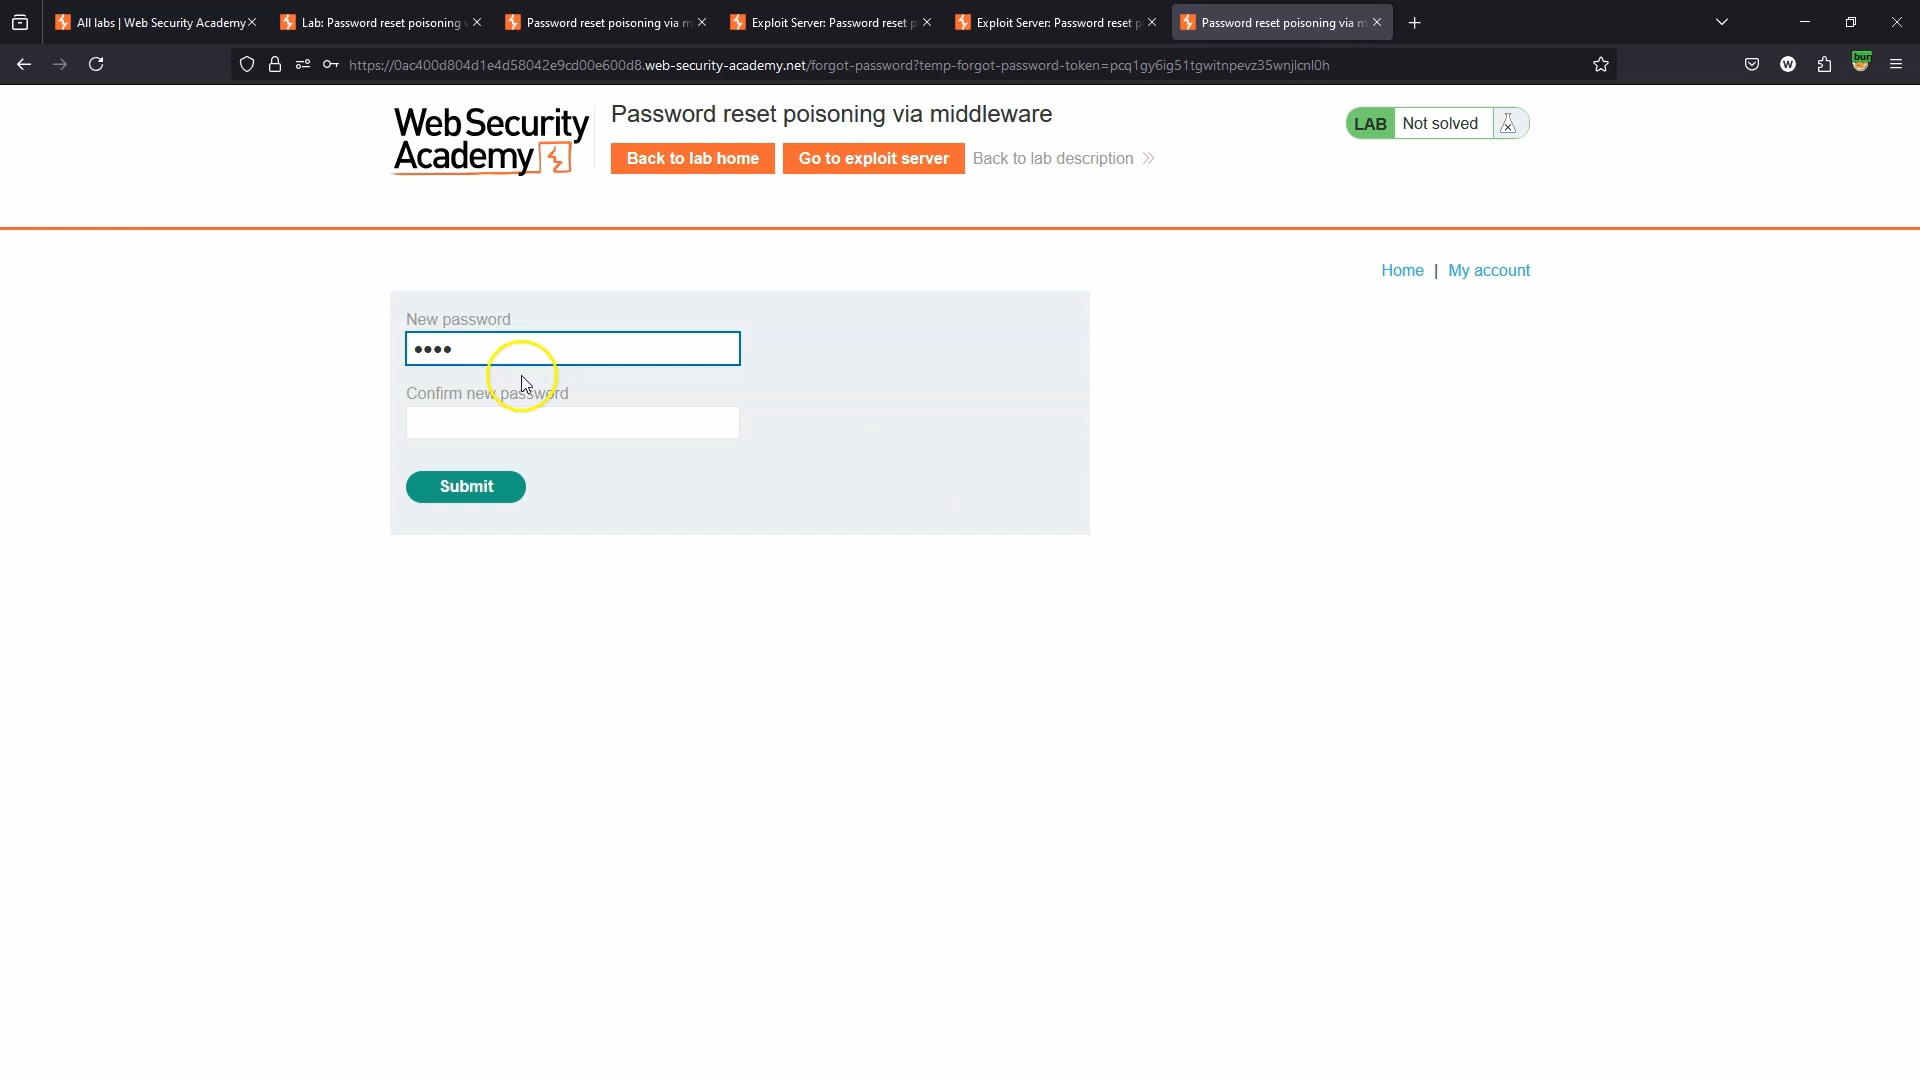 All labs | Web Security Academy
Lab: Password reset poisoning v
Password reset poisoning via m
Exploit Server: Password reset p
Exploit Server: Password reset p
Password reset poisoning via m
https://0ac400d804d1e4d58042e9cd00e600d8.web-security-academy.net/forgot-password?temp-forgot-password-token=pcq1gy6ig51tgwitnpevz35wnjlcnl0h
W
bur
Web Security
Academy
Password reset poisoning via middleware
Back to lab home
Go to exploit server
Back to lab description
LAB
Not solved
Home | My account
New password
••••
Confirm new password
Submit